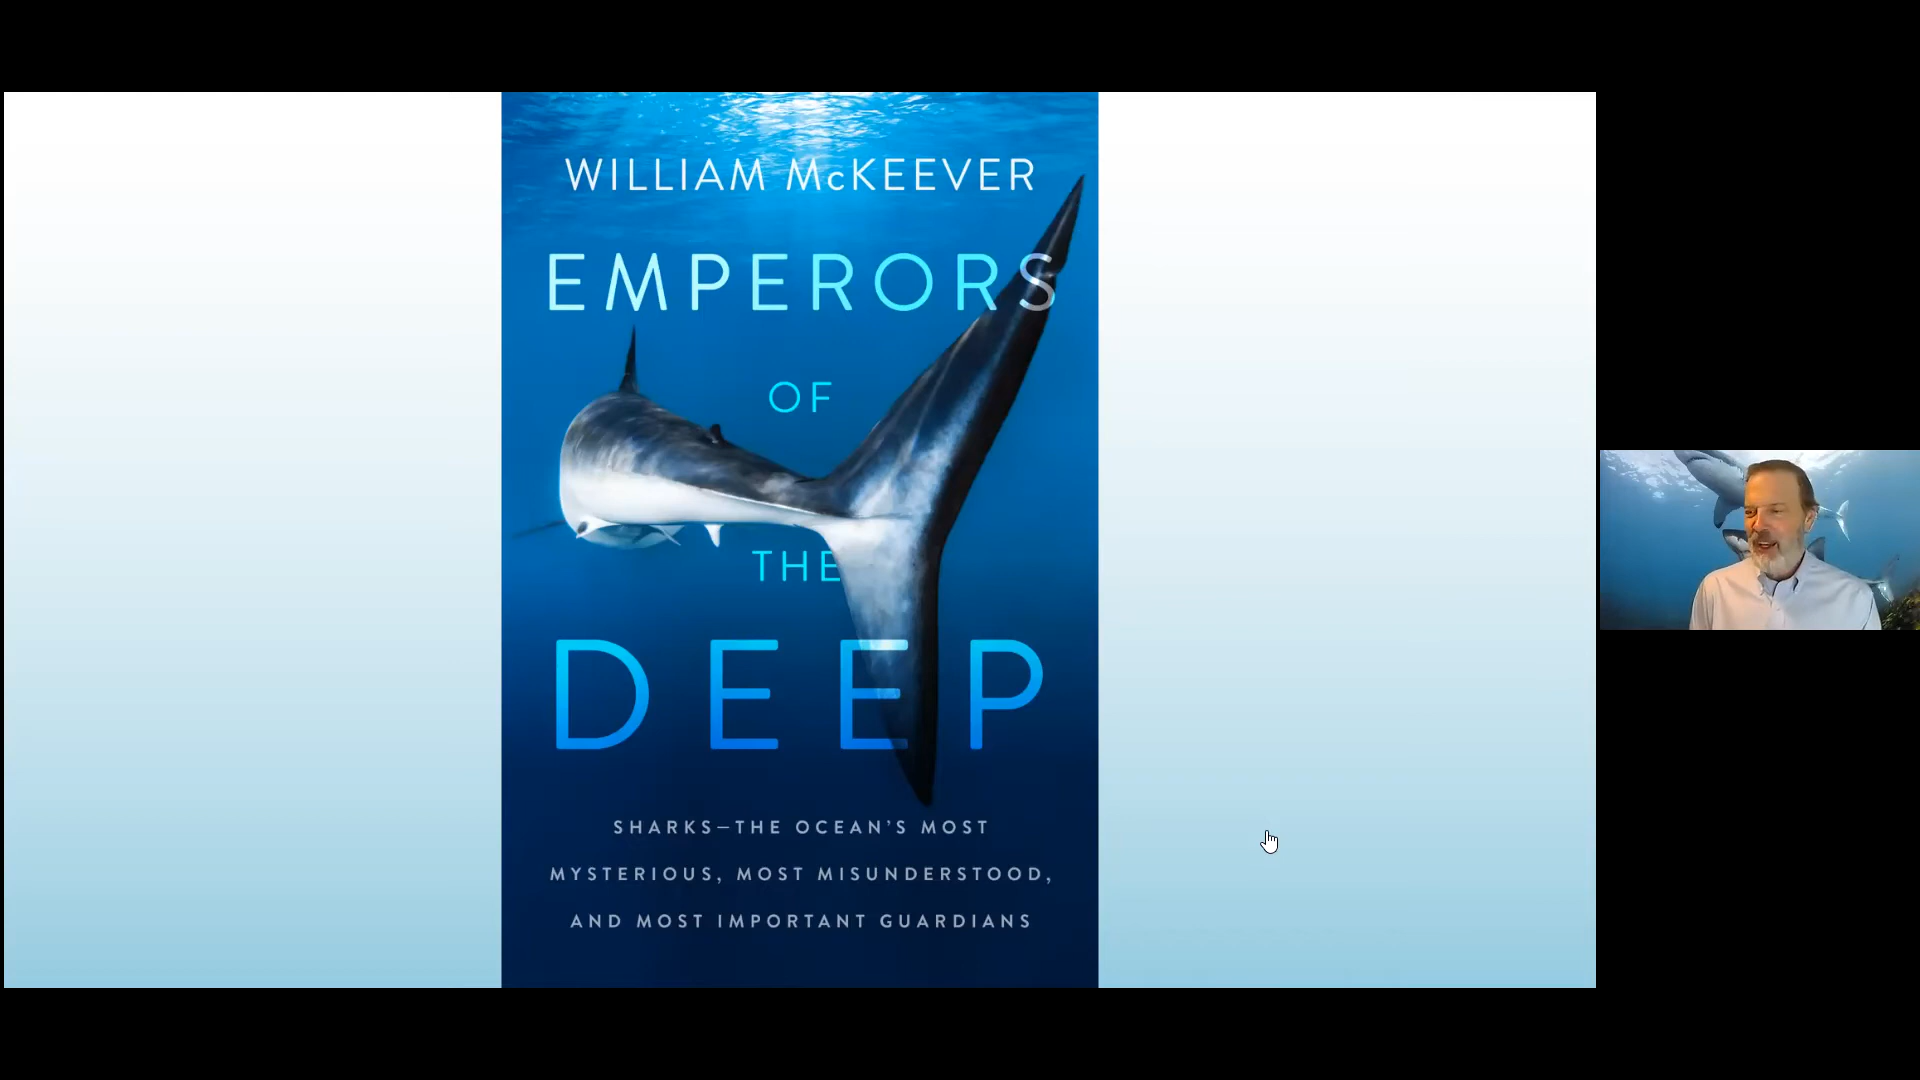 WILLIAM McKEEVER
EMPERORS
OF
THE
DEEP
SHARKS—THE OCEAN'S MOST
MYSTERIOUS, MOST MISUNDERSTOOD,
AND MOST IMPORTANT GUARDIANS